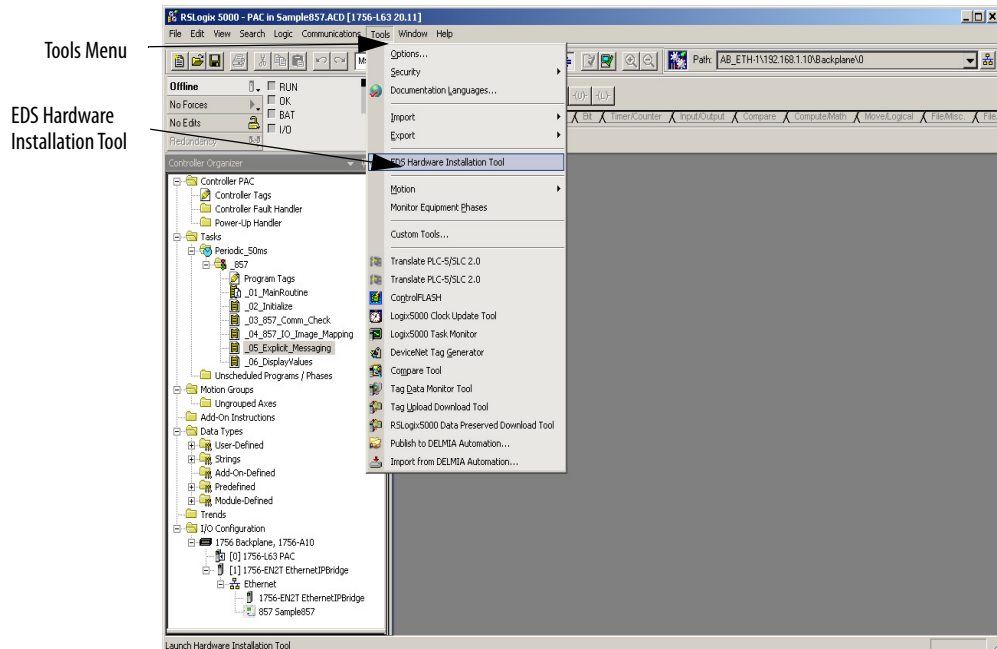 RSLogix 5000 - PAC in Sample857.ACD [1756-L63 20.11]
File Edit View Search Logic Communications Tools Window Help
Tools Menu
EDS Hardware
Installation Tool
Path: AB_ETH-1\192.168.1.10\Backplane\0
Offline
RUN
No Forces
OK
BAT
No Edits
I/O
Redundancy
Bit Timer/Counter Input/Output Compare Compute/Math Move/Logical File/Misc. File
Options...
Security
Documentation Languages...
Import
Export
EDS Hardware Installation Tool
Motion
Monitor Equipment Phases
Custom Tools...
Translate PLC-5/SLC 2.0
Translate PLC-5/SLC 2.0
ControlFLASH
Logix5000 Clock Update Tool
Logix5000 Task Monitor
DeviceNet Tag Generator
Compare Tool
Tag Data Monitor Tool
Tag Upload Download Tool
RSLogix5000 Data Preserved Download Tool
Publish to DELMIA Automation...
Import from DELMIA Automation...
Controller Organizer
Controller PAC
Controller Tags
Controller Fault Handler
Power-Up Handler
Tasks
Periodic_50ms
_857
Program Tags
_01_MainRoutine
_02_Initialize
_03_857_Comm_Check
_04_857_IO_Image_Mapping
_05_Explicit_Messaging
_06_DisplayValues
Unscheduled Programs / Phases
Motion Groups
Ungrouped Axes
Add-On Instructions
Data Types
User-Defined
Strings
Add-On-Defined
Predefined
Module-Defined
Trends
I/O Configuration
1756 Backplane, 1756-A10
[0] 1756-L63 PAC
[1] 1756-EN2T EthernetIPBridge
Ethernet
1756-EN2T EthernetIPBridge
857 Sample857
Launch Hardware Installation Tool